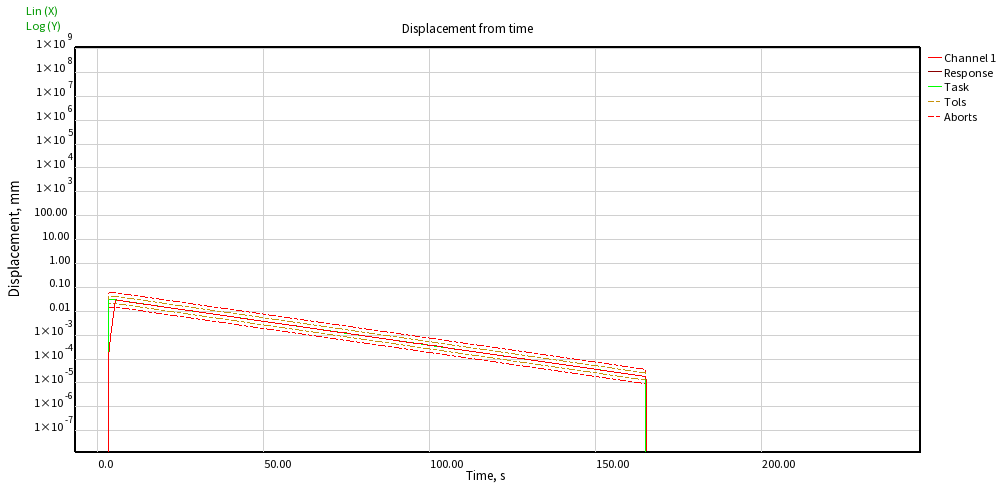 Lin (X)
Log (Y)
Displacement from time
1×10 9
1×10 8
1×10 7
1×10 6
1×10 5
1×10 4
1×10 3
100.00
10.00
1.00
0.10
0.01
1×10 -3
1×10 -4
1×10 -5
1×10 -6
1×10 -7
Displacement, mm
0.0 50.00 100.00 150.00 200.00
Time, s
Channel 1
Response
Task
Tols
Aborts